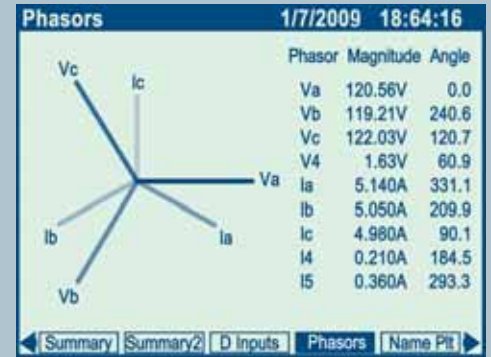 Phasors 1/7/2009 18:64:16
Phasor Magnitude Angle
Va 120.56V 0.0
Vb 119.21V 240.6
Vc 122.03V 120.7
V4 1.63V 60.9
Ia 5.140A 331.1
Ib 5.050A 209.9
Ic 4.980A 90.1
I4 0.210A 184.5
I5 0.360A 293.3
Vc
Ic
Va
Ib
Ia
Vb
Summary Summary2 D Inputs Phasors Name Plt